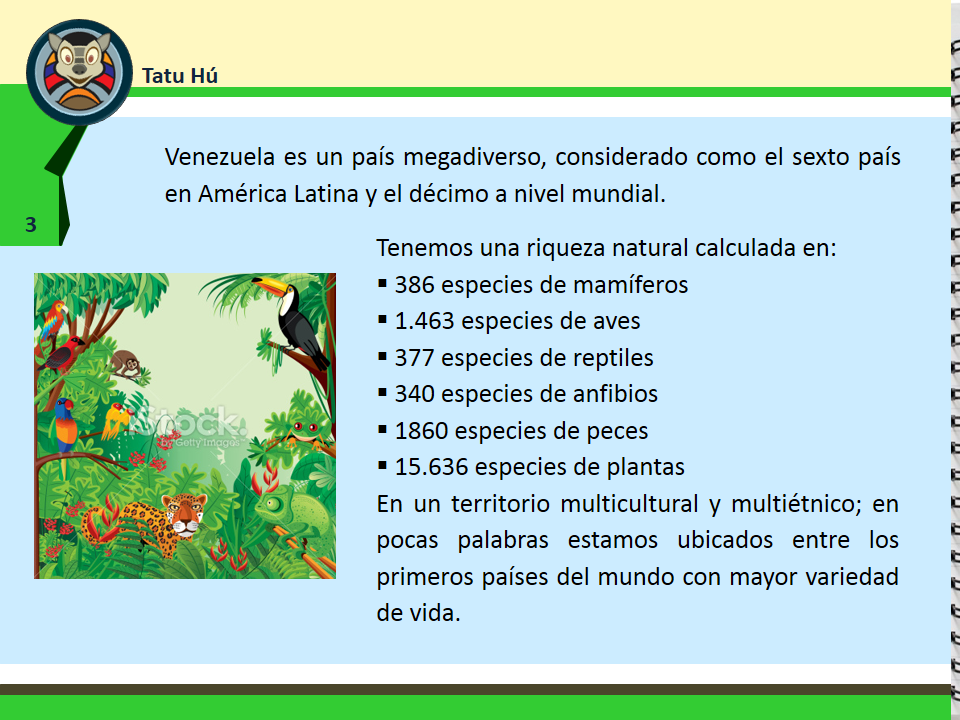 Tatu Hú
Venezuela es un país megadiverso, considerado como el sexto país
en América Latina y el décimo a nivel mundial.
3
Tenemos una riqueza natural calculada en:
▪ 386 especies de mamíferos
▪ 1.463 especies de aves
▪ 377 especies de reptiles
▪ 340 especies de anfibios
▪ 1860 especies de peces
▪ 15.636 especies de plantas
En un territorio multicultural y multiétnico; en
pocas palabras estamos ubicados entre los
primeros países del mundo con mayor variedad
de vida.
iStock.
by Getty Images™